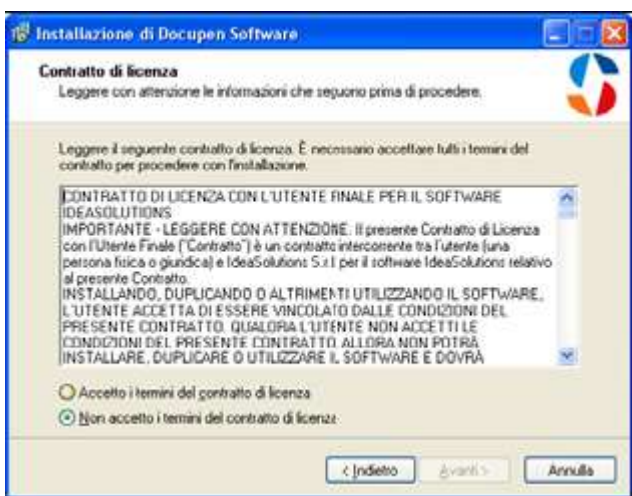 Installazione di Docupen Software
Contratto di licenza
Leggere con attenzione le informazioni che seguono prima di procedere.
Leggere il seguente contratto di licenza. È necessario accettare tutti i termini del
contratto per procedere con l'installazione.
CONTRATTO DI LICENZA CON L'UTENTE FINALE PER IL SOFTWARE
IDEASOLUTIONS
IMPORTANTE - LEGGERE CON ATTENZIONE. Il presente Contratto di Licenza
con l'Utente Finale ("Contratto") è un contratto intercorrente tra l'utente (una
persona fisica o giuridica) e IdeaSolutions S.r.l per il software IdeaSolutions relativo
al presente Contratto.
INSTALLANDO, DUPLICANDO O ALTRIMENTI UTILIZZANDO IL SOFTWARE,
L'UTENTE ACCETTA DI ESSERE VINCOLATO DALLE CONDIZIONI DEL
PRESENTE CONTRATTO. QUALORA L'UTENTE NON ACCETTI LE
CONDIZIONI DEL PRESENTE CONTRATTO ALLORA NON POTRÀ
INSTALLARE, DUPLICARE O UTILIZZARE IL SOFTWARE E DOVRÀ
Accetto i termini del contratto di licenza
Non accetto i termini del contratto di licenza
< Indietro Avanti > Annulla